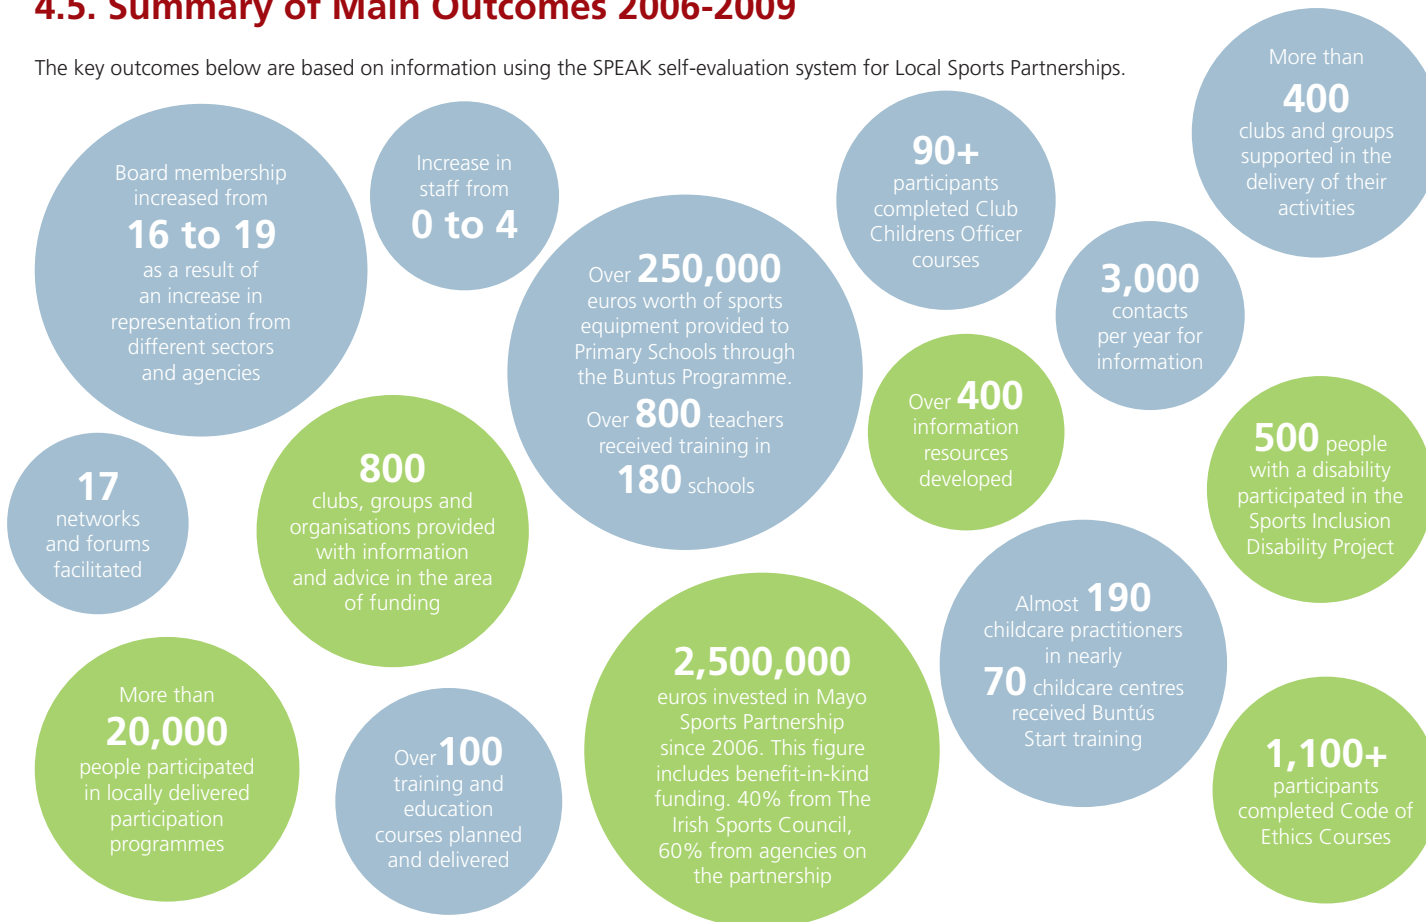 4.5. Summary of Main Outcomes 2006-2009
The key outcomes below are based on information using the SPEAK self-evaluation system for Local Sports Partnerships.
Board membership
increased from
16 to 19
as a result of
an increase in
representation from
different sectors
and agencies
Increase in
staff from
0 to 4
Over 250,000
euros worth of sports
equipment provided to
Primary Schools through
the Buntus Programme.
Over 800 teachers
received training in
180 schools
90+
participants
completed Club
Childrens Officer
courses
More than
400
clubs and groups
supported in the
delivery of their
activities
3,000
contacts
per year for
information
Over 400
information
resources
developed
500 people
with a disability
participated in the
Sports Inclusion
Disability Project
17
networks
and forums
facilitated
800
clubs, groups and
organisations provided
with information
and advice in the area
of funding
2,500,000
euros invested in Mayo
Sports Partnership
since 2006. This figure
includes benefit-in-kind
funding. 40% from The
Irish Sports Council,
60% from agencies on
the partnership
Almost 190
childcare practitioners
in nearly
70 childcare centres
received Buntús
Start training
More than
20,000
people participated
in locally delivered
participation
programmes
Over 100
training and
education
courses planned
and delivered
1,100+
participants
completed Code of
Ethics Courses